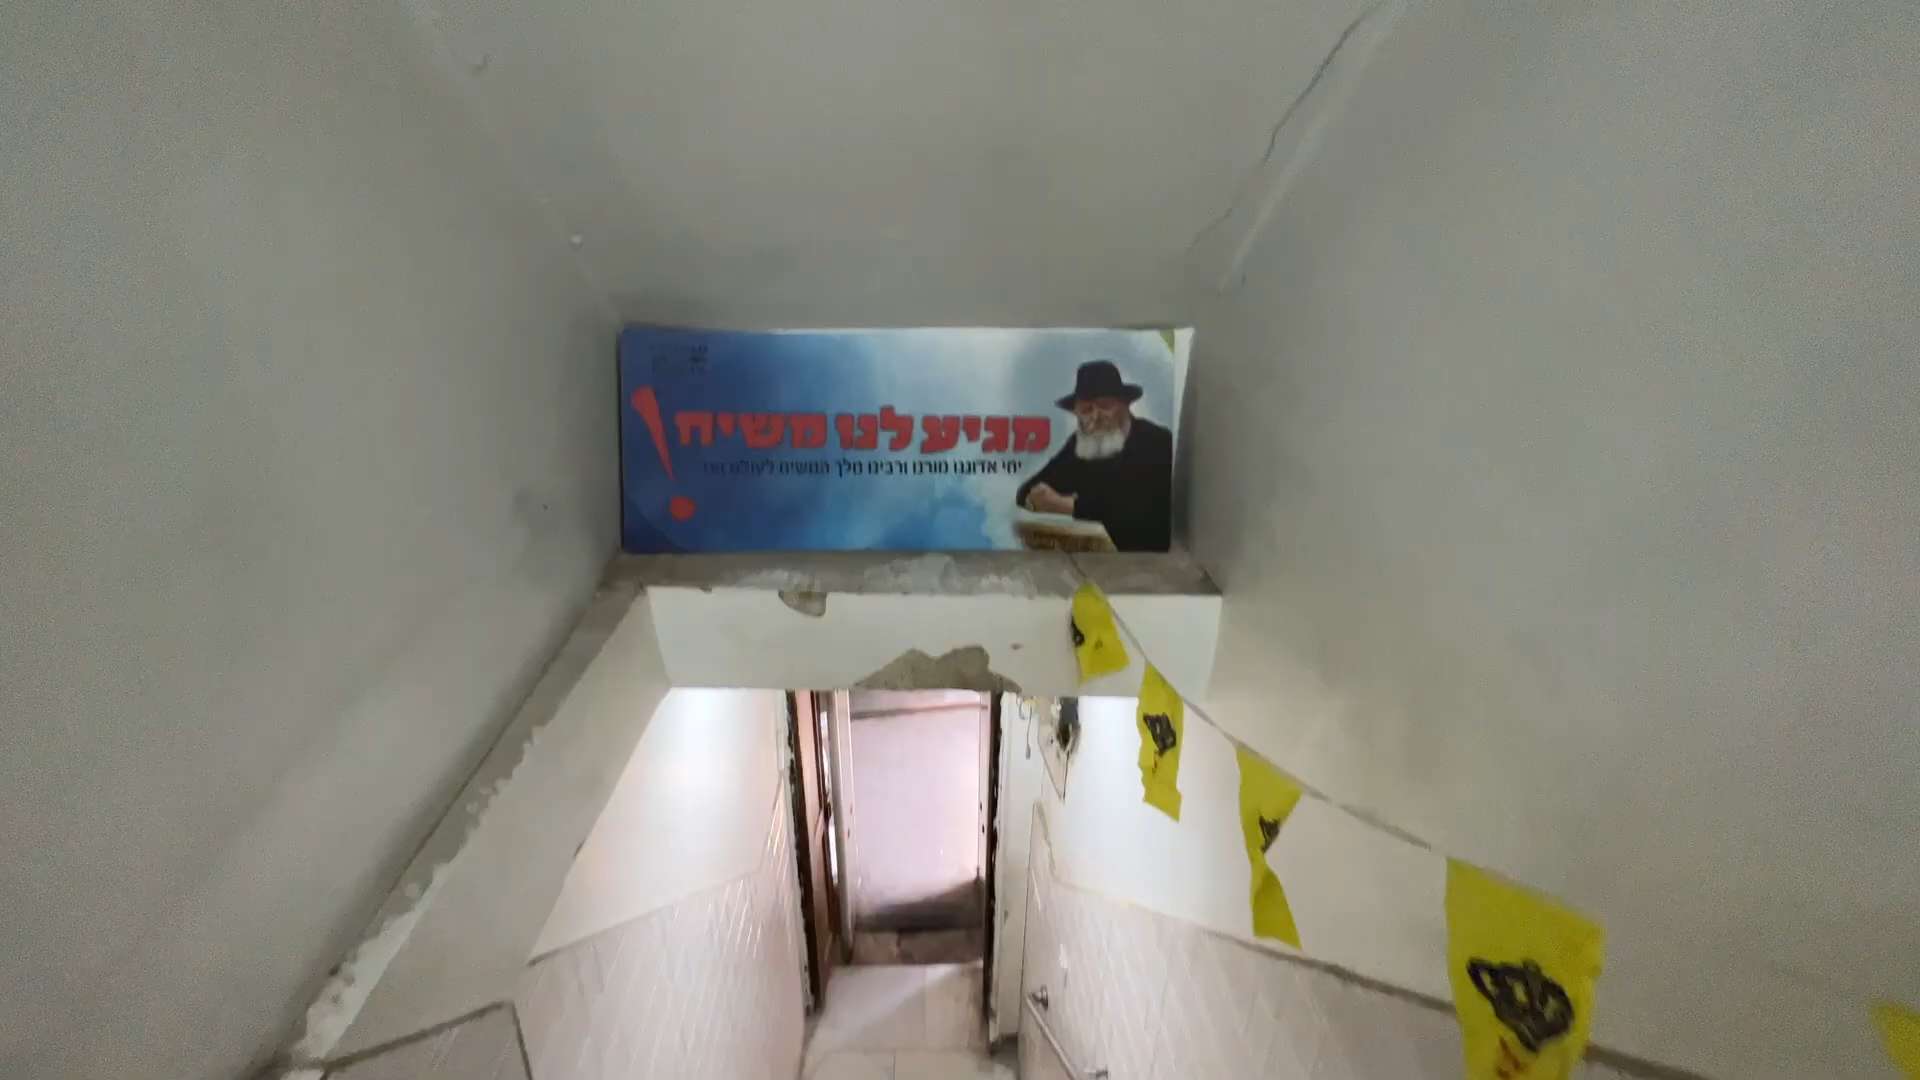 מגיע לנו משיח!
יחי אדוננו מורנו ורבינו מלך המשיח לעולם ועד